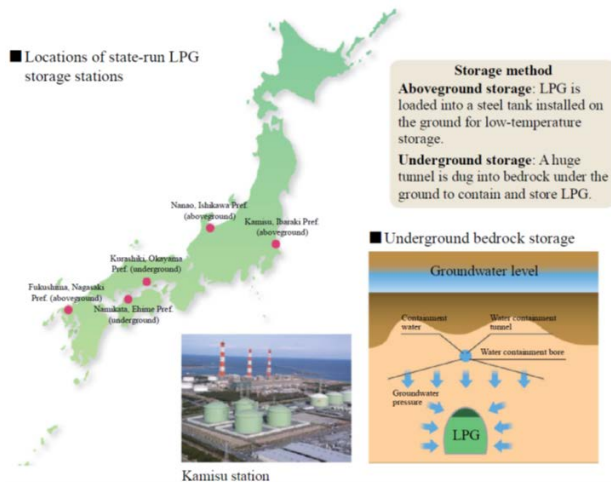 ■ Locations of state-run LPG
storage stations
Storage method
Aboveground storage: LPG is
loaded into a steel tank installed on
the ground for low-temperature
storage.
Underground storage: A huge
tunnel is dug into bedrock under the
ground to contain and store LPG.
Nanao, Ishikawa Pref.
(aboveground)
Kamisu, Ibaraki Pref.
(aboveground)
Kurashiki, Okayama
Pref. (underground)
Fukushima, Nagasaki
Pref. (aboveground)
Namikata, Ehime Pref.
(underground)
Kamisu station
■ Underground bedrock storage
Groundwater level
Containment
water
Water containment
tunnel
Water containment bore
Groundwater
pressure
LPG